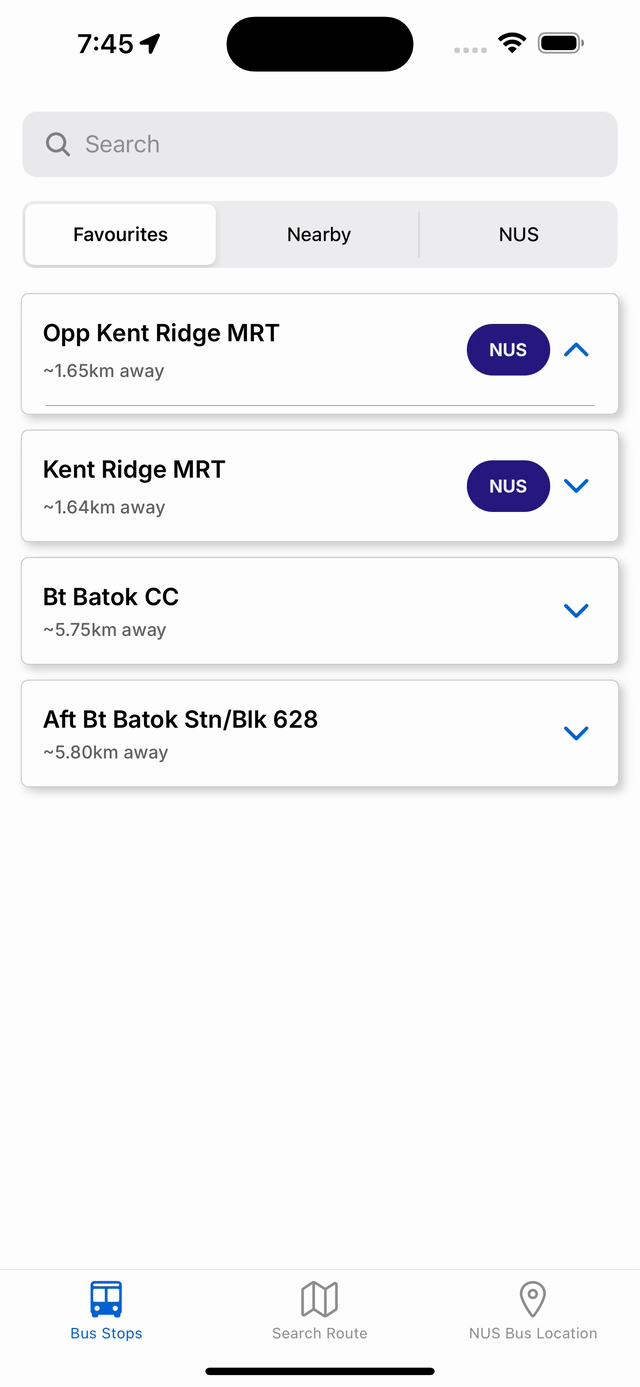 7:45
Search
Favourites
Nearby
NUS
Opp Kent Ridge MRT
~1.65km away
NUS
Kent Ridge MRT
~1.64km away
NUS
Bt Batok CC
~5.75km away
Aft Bt Batok Stn/Blk 628
~5.80km away
Bus Stops
Search Route
NUS Bus Location